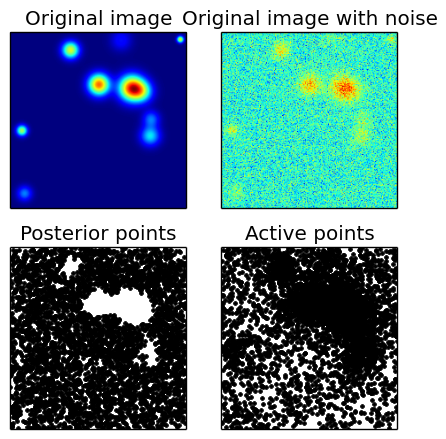 Original image
Original image with noise
Posterior points
Active points